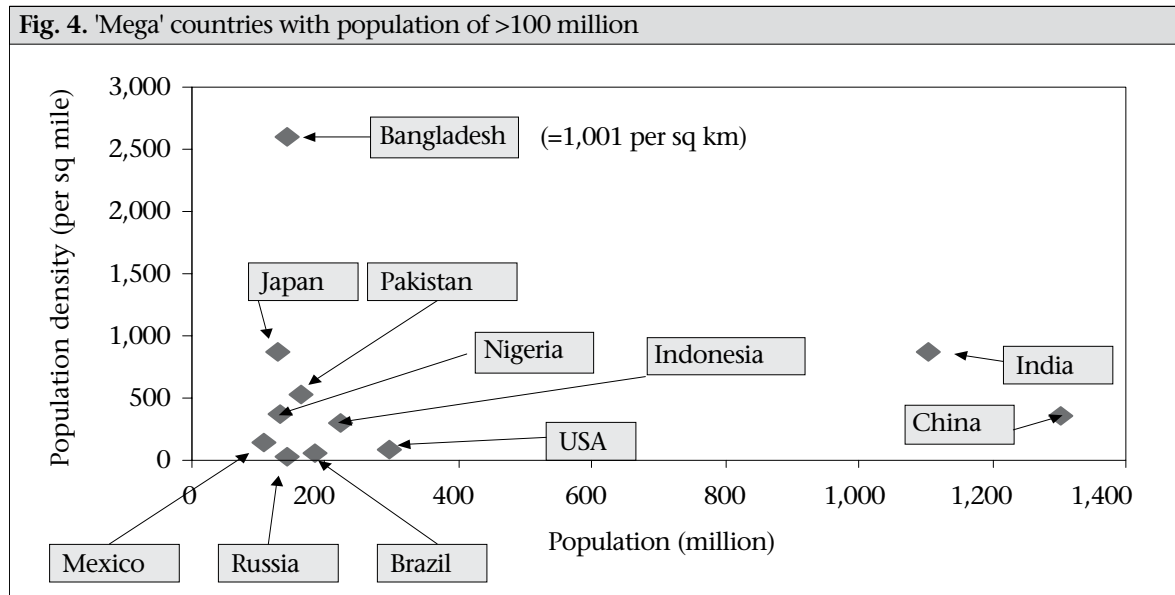 Fig. 4. 'Mega' countries with population of >100 million
Population density (per sq mile)
3,000
2,500
2,000
1,500
1,000
500
0
Bangladesh (=1,001 per sq km)
Japan
Pakistan
Nigeria
Indonesia
India
China
USA
0 200 400 600 800 1,000 1,200 1,400
Population (million)
Mexico
Russia
Brazil